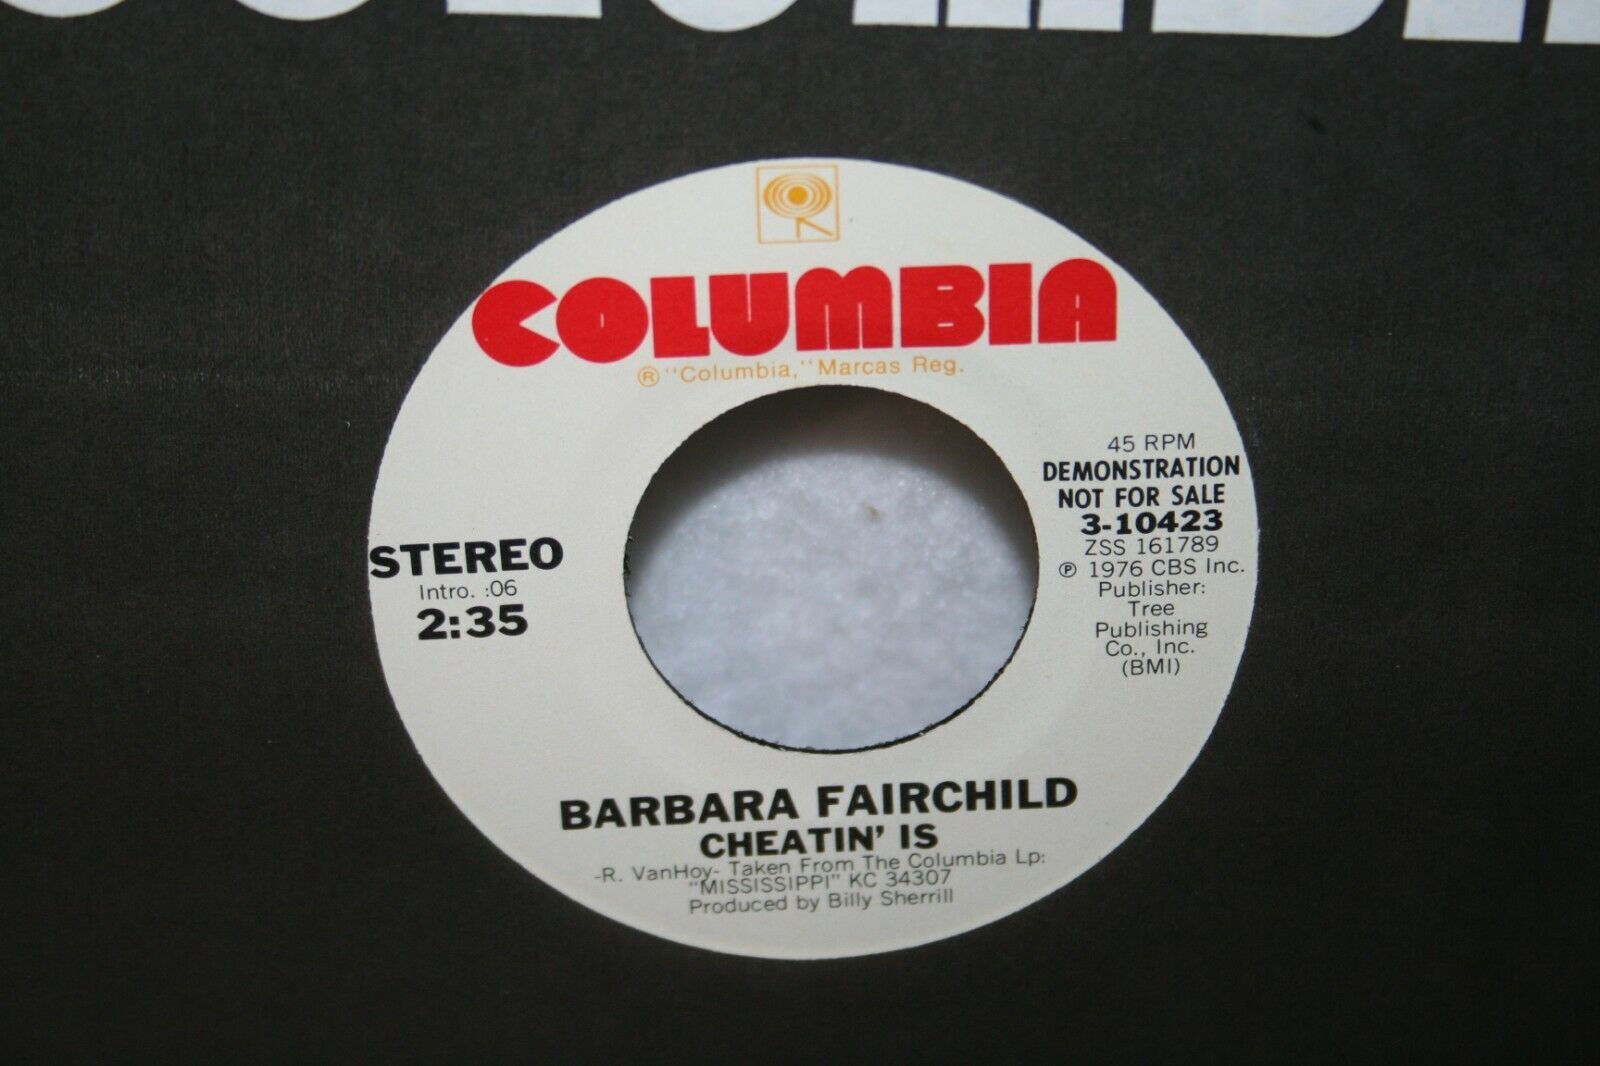 COLUMBIA
COLUMBIA
® "Columbia," Marcas Reg.
45 RPM
DEMONSTRATION
NOT FOR SALE
3-10423
ZSS 161789
℗ 1976 CBS Inc.
Publisher:
Tree
Publishing
Co., Inc.
(BMI)
STEREO
Intro. :06
2:35
BARBARA FAIRCHILD
CHEATIN' IS
-R. VanHoy- Taken From The Columbia Lp:
"MISSISSIPPI" KC 34307
Produced by Billy Sherrill